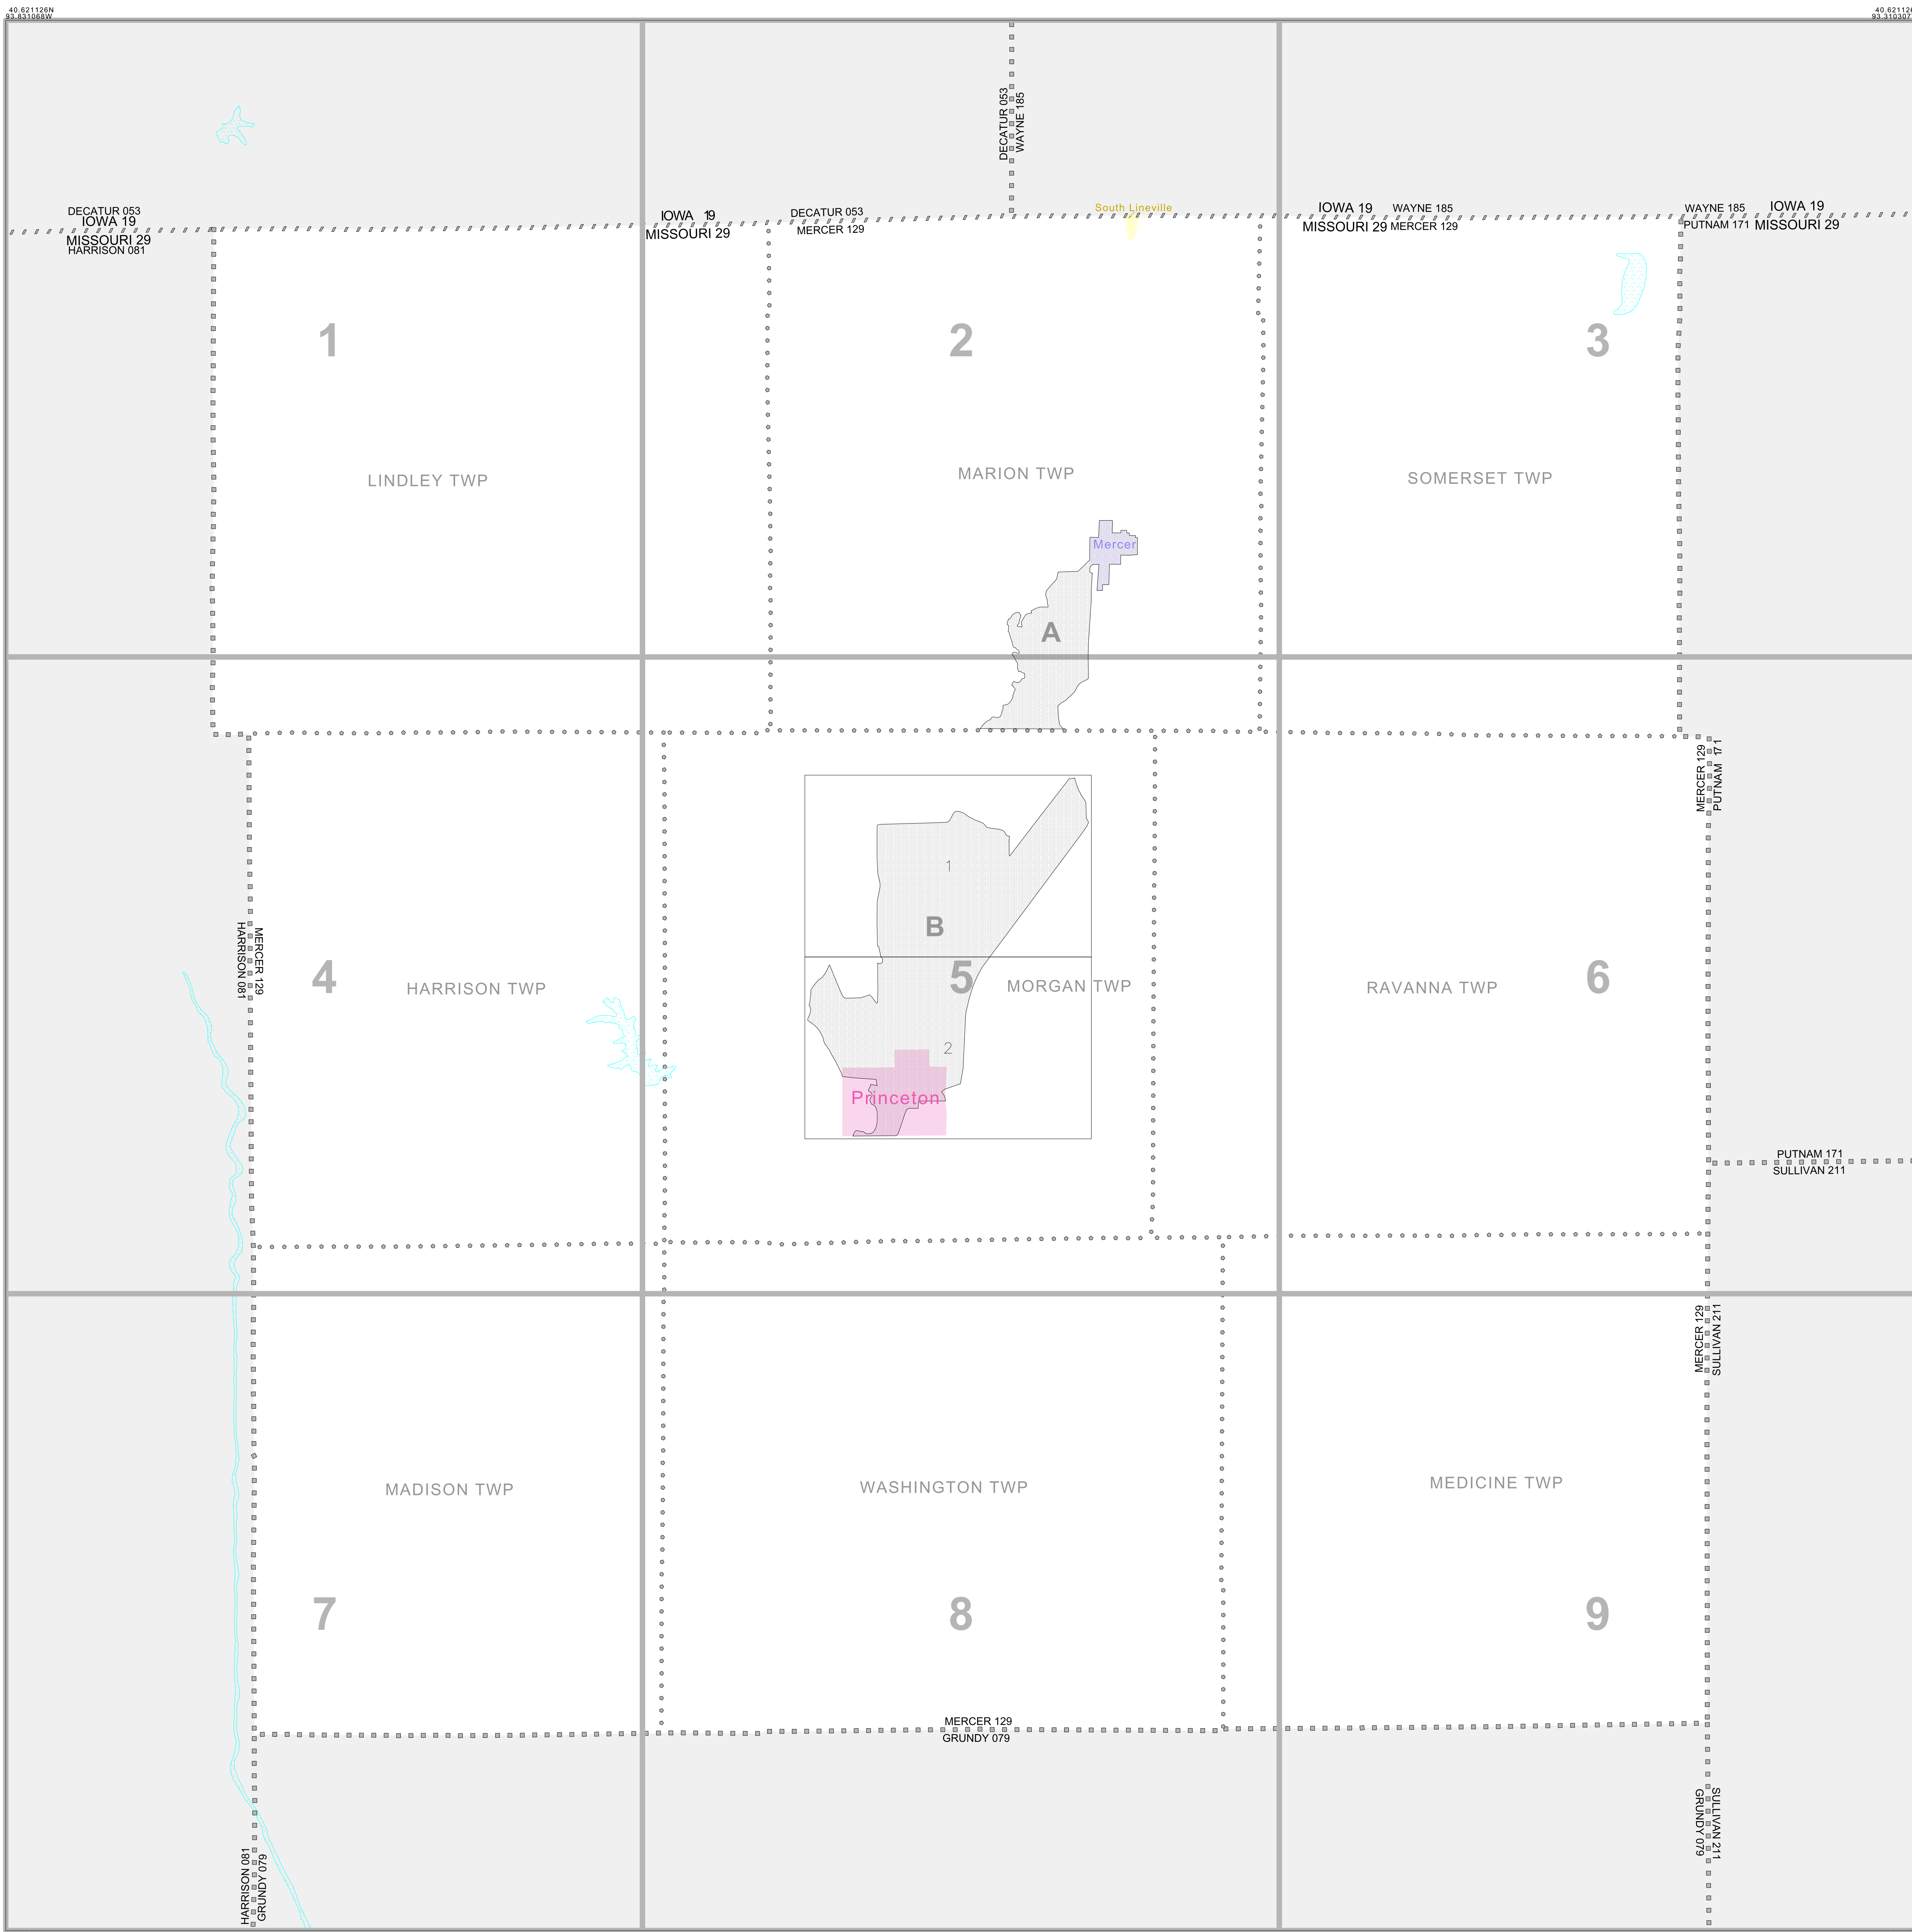 40.621126N
93.831068W
40.621126
93.310307
DECATUR 053
WAYNE 185
DECATUR 053
IOWA 19
MISSOURI 29
HARRISON 081
IOWA 19
MISSOURI 29
DECATUR 053
MERCER 129
South Lineville
IOWA 19 WAYNE 185
MISSOURI 29 MERCER 129
WAYNE 185 IOWA 19
PUTNAM 171 MISSOURI 29
1
2
3
LINDLEY TWP
MARION TWP
SOMERSET TWP
Mercer
A
MERCER 129
PUTNAM 171
1
B
HARRISON 081
MERCER 129
4
HARRISON TWP
5
MORGAN TWP
RAVANNA TWP
6
2
Princeton
PUTNAM 171
SULLIVAN 211
MERCER 129
SULLIVAN 211
MADISON TWP
WASHINGTON TWP
MEDICINE TWP
7
8
9
MERCER 129
GRUNDY 079
HARRISON 081
GRUNDY 079
GRUNDY 079
SULLIVAN 211